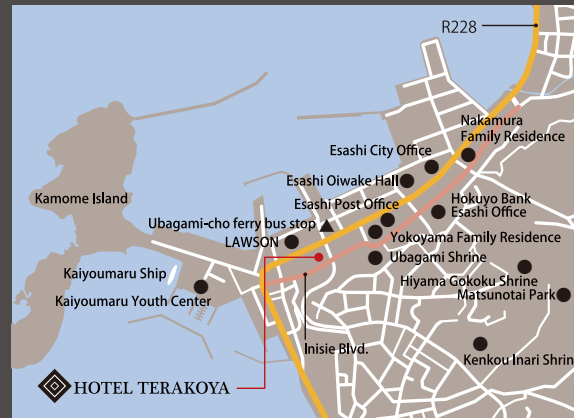 R228
Nakamura
Family Residence
Esashi City Office
Esashi Oiwake Hall
Kamome Island
Esashi Post Office
Hokuyo Bank
Esashi Office
Ubagami-cho ferry bus stop
LAWSON
Yokoyama Family Residence
Ubagami Shrine
Kaiyoumaru Ship
Hiyama Gokoku Shrine
Matsunotai Park
Kaiyoumaru Youth Center
Inisie Blvd.
Kenkou Inari Shrin
HOTEL TERAKOYA